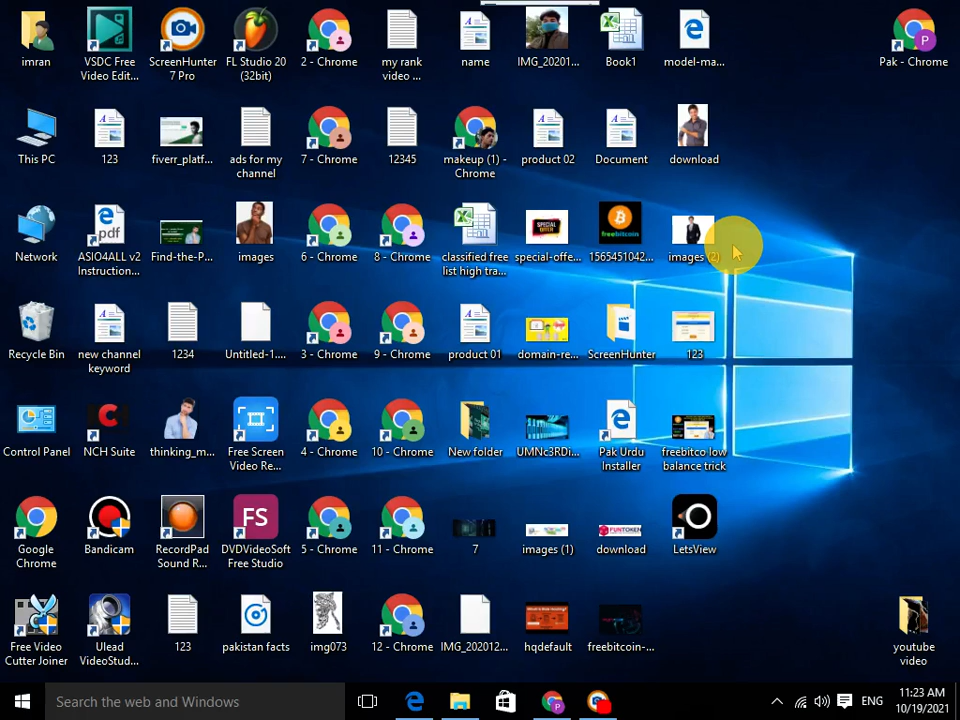 imran
VSDC Free
Video Edit...
ScreenHunter
7 Pro
FL Studio 20
(32bit)
2 - Chrome
my rank
video ...
name
IMG_20201...
Book1
model-ma...
Pak - Chrome
This PC
123
fiverr_platf...
ads for my
channel
7 - Chrome
12345
makeup (1) -
Chrome
product 02
Document
download
Network
ASIO4ALL v2
Instruction...
Find-the-P...
images
6 - Chrome
8 - Chrome
classified free
list high tra...
special-offe...
1565451042...
images (2)
Recycle Bin
new channel
keyword
1234
Untitled-1....
3 - Chrome
9 - Chrome
product 01
domain-re...
ScreenHunter
123
Control Panel
NCH Suite
thinking_m...
Free Screen
Video Re...
4 - Chrome
10 - Chrome
New folder
UMNc3RDi...
Pak Urdu
Installer
freebitco low
balance trick
Google
Chrome
Bandicam
RecordPad
Sound R...
DVDVideoSoft
Free Studio
5 - Chrome
11 - Chrome
7
images (1)
download
LetsView
Free Video
Cutter Joiner
Ulead
VideoStud...
123
pakistan facts
img073
12 - Chrome
IMG_202012...
hqdefault
freebitcoin-...
youtube
video
pdf
SPECIAL
OFFER
freebitcoin
FS
FUNTOKEN
P
Search the web and Windows
ENG
11:23 AM
10/19/2021